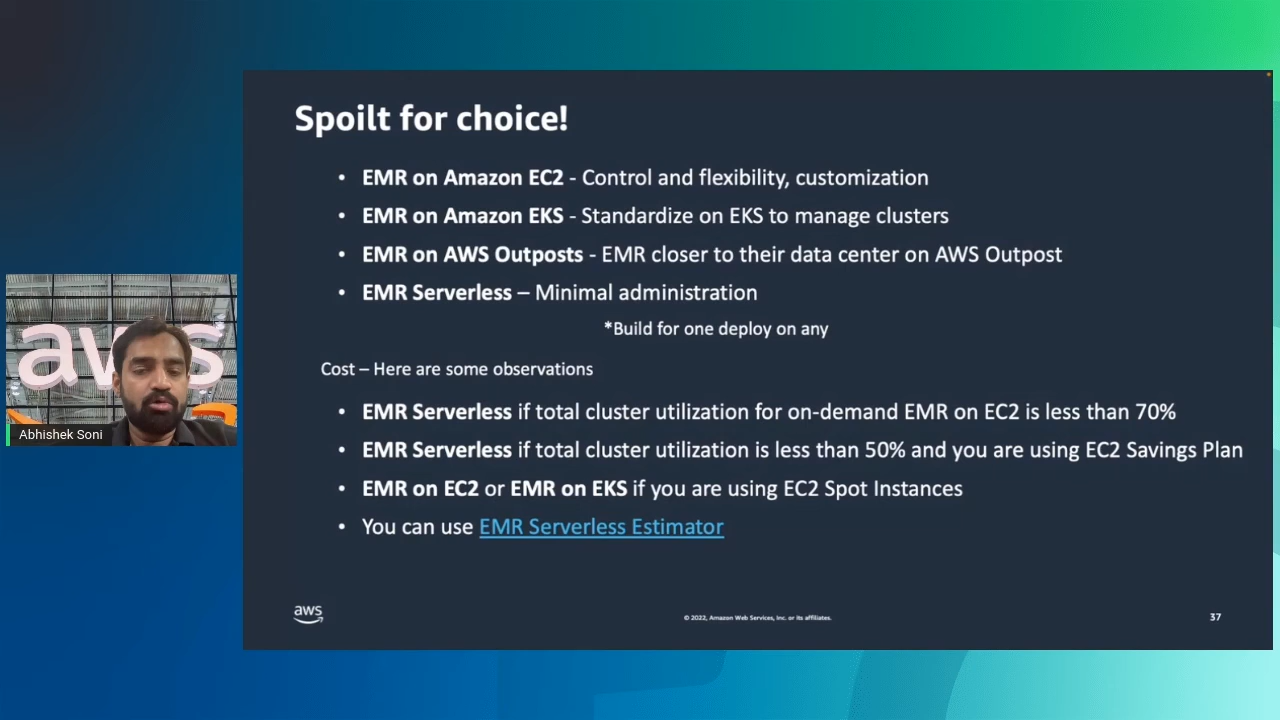 Spoilt for choice!
• EMR on Amazon EC2 - Control and flexibility, customization
• EMR on Amazon EKS - Standardize on EKS to manage clusters
• EMR on AWS Outposts - EMR closer to their data center on AWS Outpost
• EMR Serverless – Minimal administration
*Build for one deploy on any
Cost – Here are some observations
• EMR Serverless if total cluster utilization for on-demand EMR on EC2 is less than 70%
• EMR Serverless if total cluster utilization is less than 50% and you are using EC2 Savings Plan
• EMR on EC2 or EMR on EKS if you are using EC2 Spot Instances
• You can use EMR Serverless Estimator
aws
Abhishek Soni
aws
© 2022, Amazon Web Services, Inc. or its affiliates.
37